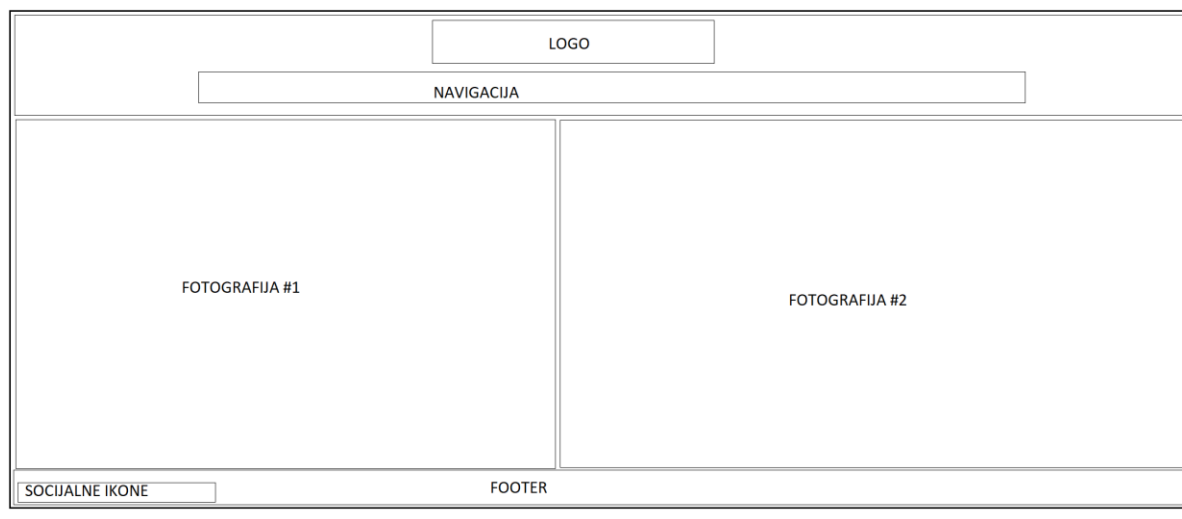 LOGO
NAVIGACIJA
FOTOGRAFIJA #1
FOTOGRAFIJA #2
SOCIJALNE IKONE
FOOTER